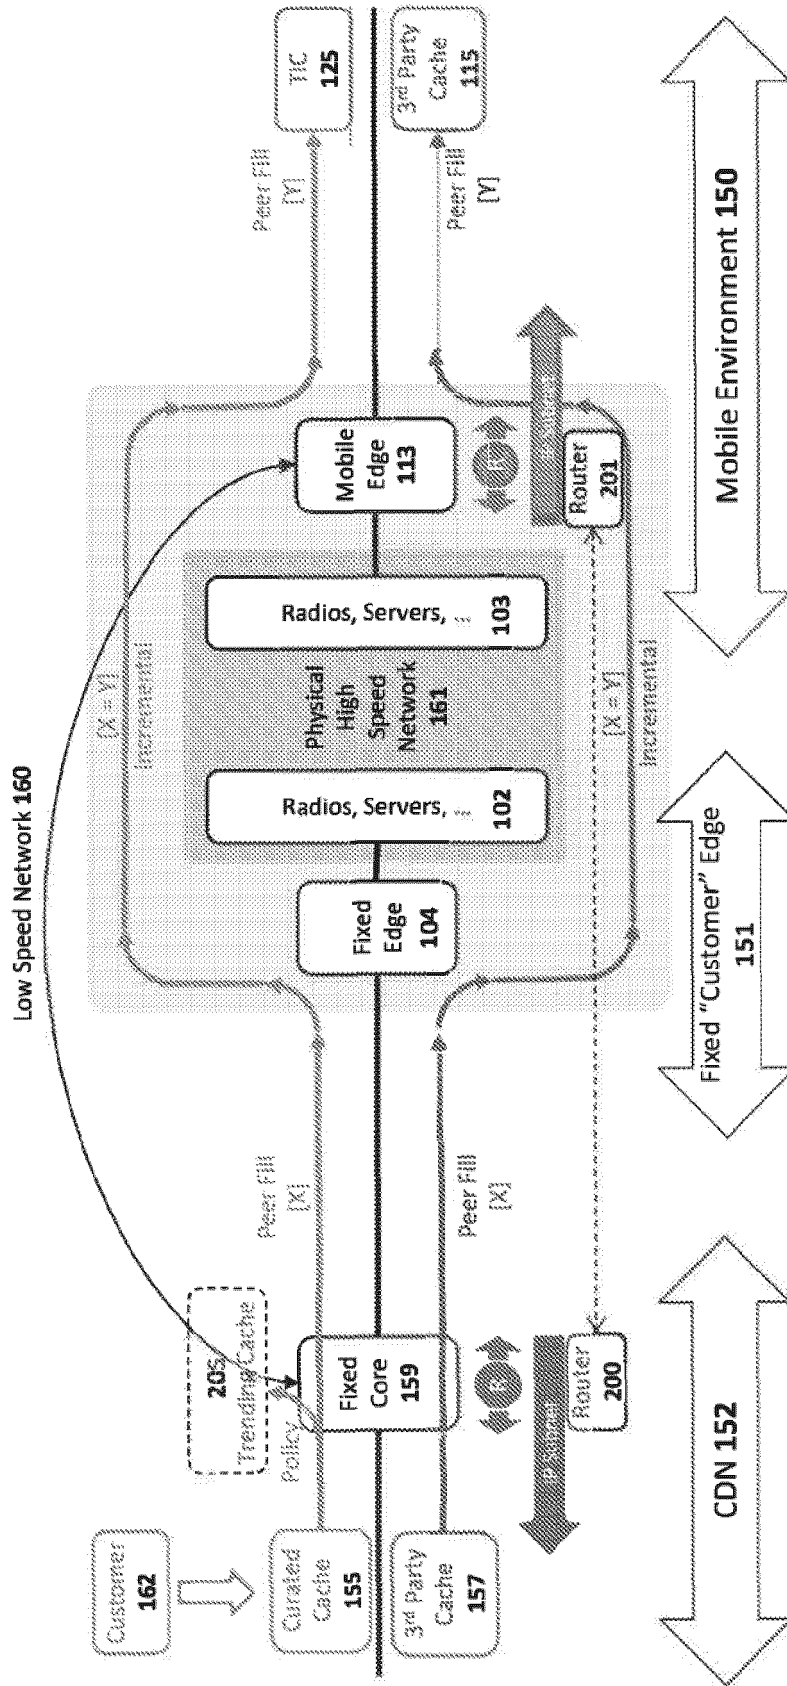 Low Speed Network 160
Customer
162
205
Trending Cache
Policy
Curated
Cache
155
3rd Party
Cache
157
Fixed
Core
159
Peer Fill
[X]
Peer Fill
[X]
R
Router
200
[X = Y]
Incremental
Fixed
Edge
104
Radios, Servers, ...
102
Physical
High
Speed
Network
161
Radios, Servers, ...
103
Mobile
Edge
113
R
Router
201
[X = Y]
Incremental
Peer Fill
[Y]
Peer Fill
[Y]
TIC
125
3rd Party
Cache
115
CDN 152
Fixed "Customer" Edge
151
Mobile Environment 150